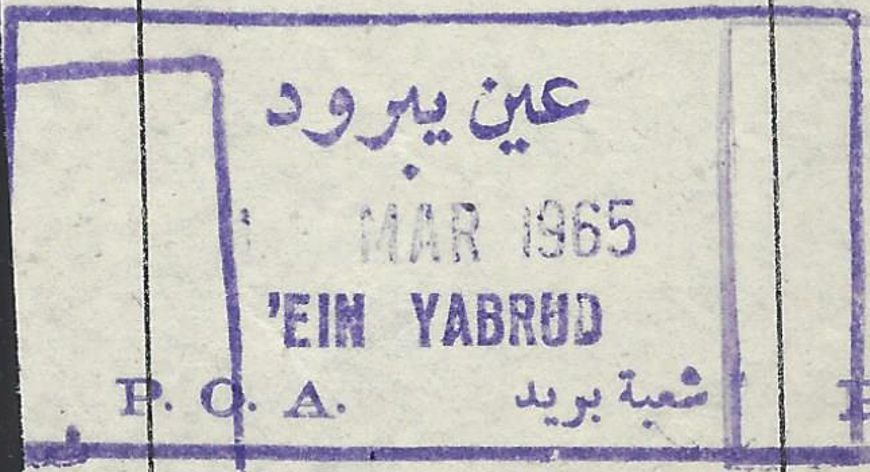 عين يبرود
MAR 1965
'EIN YABRUD
P. O. A. شعبة بريد